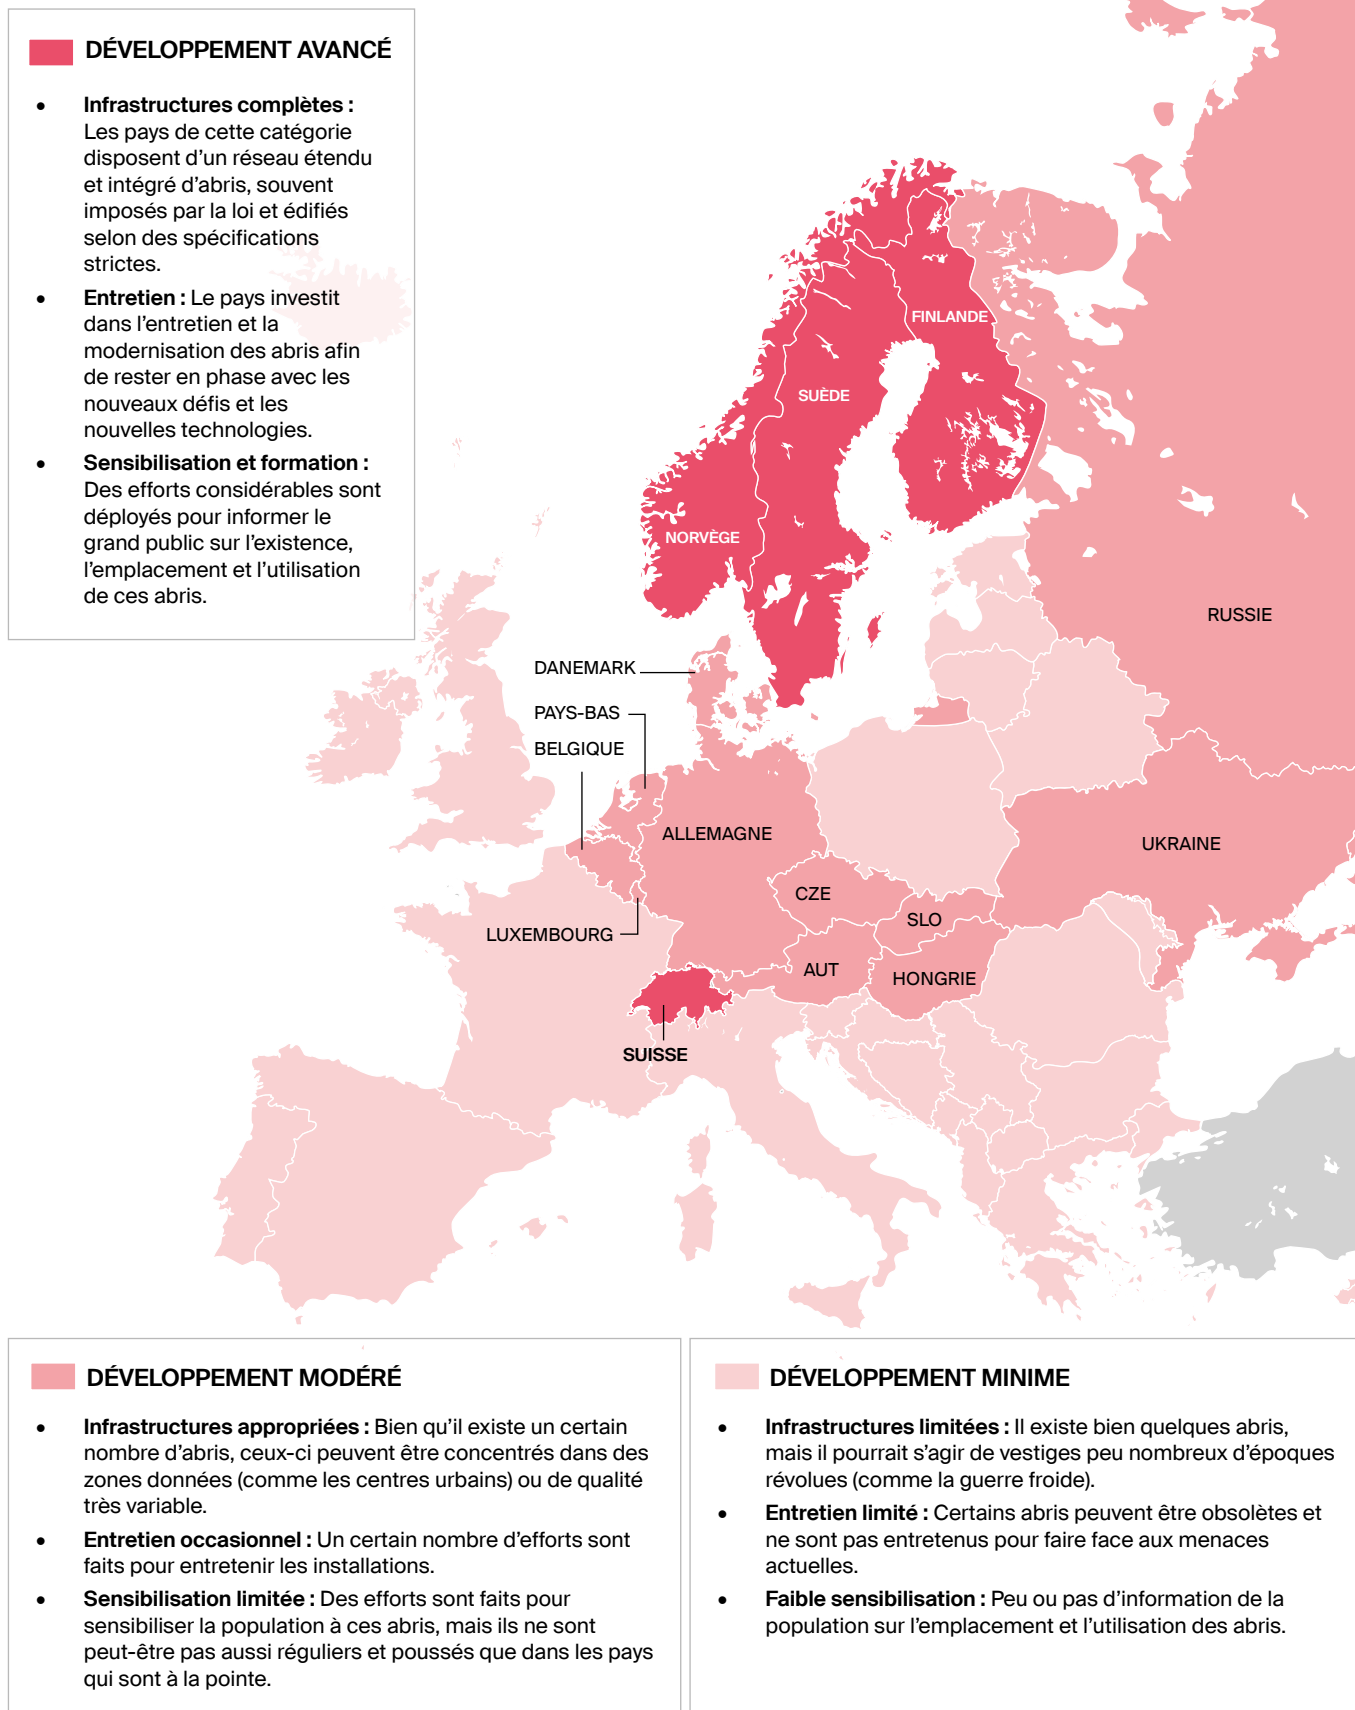 DÉVELOPPEMENT AVANCÉ
• Infrastructures complètes :
Les pays de cette catégorie
disposent d'un réseau étendu
et intégré d'abris, souvent
imposés par la loi et édifiés
selon des spécifications
strictes.
• Entretien : Le pays investit
dans l'entretien et la
modernisation des abris afin
de rester en phase avec les
nouveaux défis et les
nouvelles technologies.
• Sensibilisation et formation :
Des efforts considérables sont
déployés pour informer le
grand public sur l'existence,
l'emplacement et l'utilisation
de ces abris.
FINLANDE
SUÈDE
NORVÈGE
RUSSIE
DANEMARK
PAYS-BAS
BELGIQUE
ALLEMAGNE
UKRAINE
CZE
SLO
LUXEMBOURG
AUT
HONGRIE
SUISSE
DÉVELOPPEMENT MODÉRÉ
• Infrastructures appropriées : Bien qu'il existe un certain
nombre d'abris, ceux-ci peuvent être concentrés dans des
zones données (comme les centres urbains) ou de qualité
très variable.
• Entretien occasionnel : Un certain nombre d'efforts sont
faits pour entretenir les installations.
• Sensibilisation limitée : Des efforts sont faits pour
sensibiliser la population à ces abris, mais ils ne sont
peut-être pas aussi réguliers et poussés que dans les pays
qui sont à la pointe.
DÉVELOPPEMENT MINIME
• Infrastructures limitées : Il existe bien quelques abris,
mais il pourrait s'agir de vestiges peu nombreux d'époques
révolues (comme la guerre froide).
• Entretien limité : Certains abris peuvent être obsolètes et
ne sont pas entretenus pour faire face aux menaces
actuelles.
• Faible sensibilisation : Peu ou pas d'information de la
population sur l'emplacement et l'utilisation des abris.